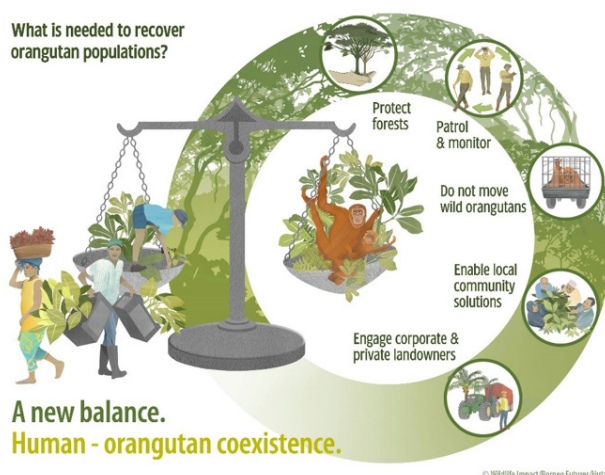 What is needed to recover
orangutan populations?
Protect
forests
Patrol
& monitor
Do not move
wild orangutans
Enable local
community
solutions
Engage corporate &
private landowners
A new balance.
Human - orangutan coexistence.
© Wildlife Impact/Borneo Futures/